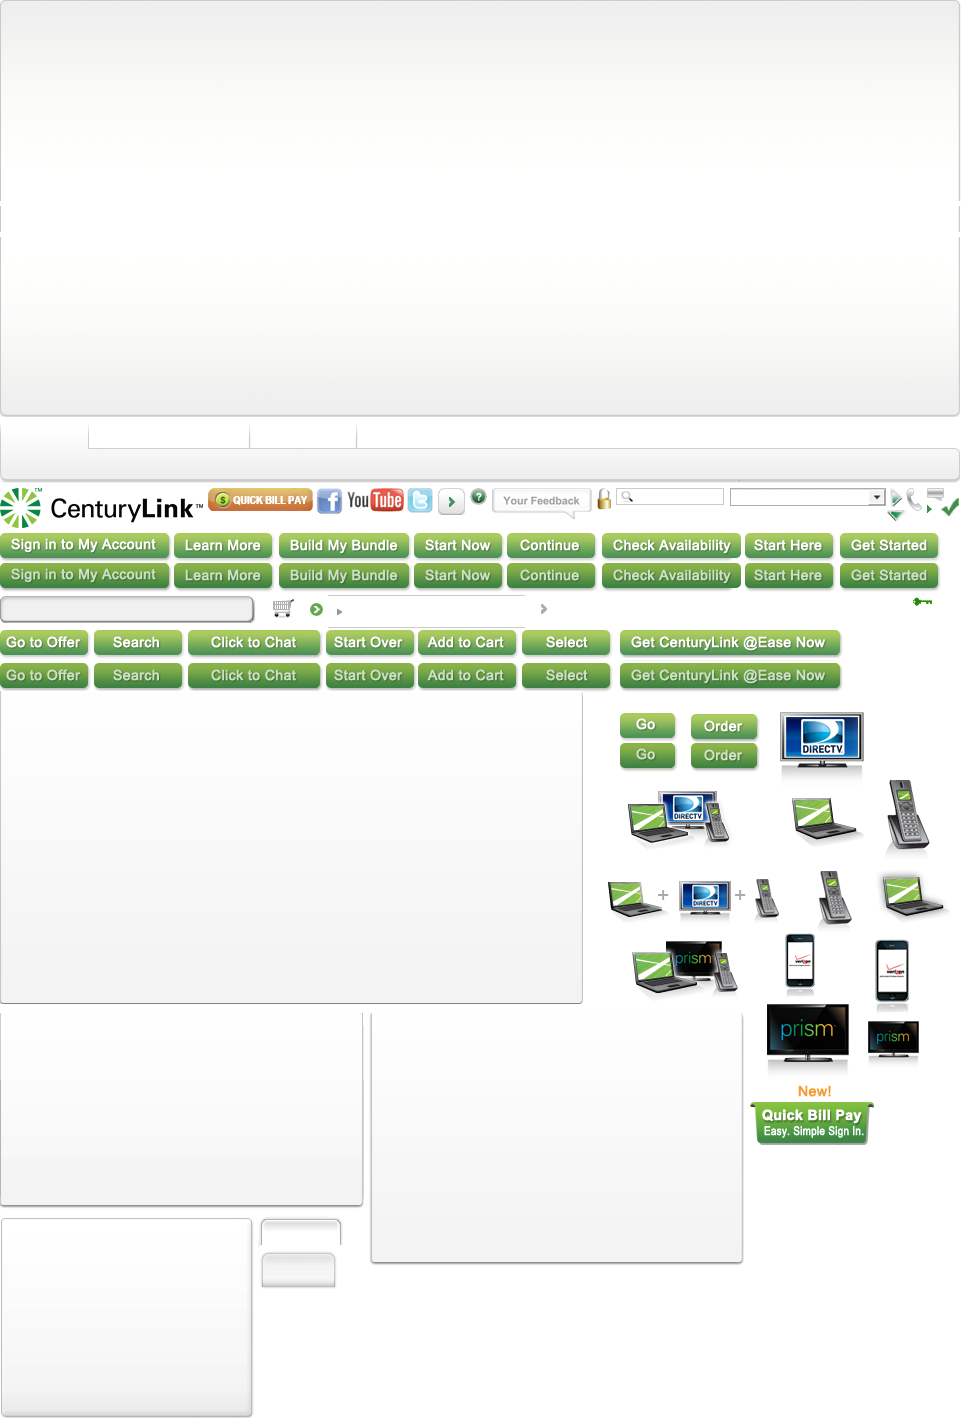 CenturyLink™
QUICK BILL PAY
You Tube
Your Feedback
Sign in to My Account Learn More Build My Bundle Start Now Continue Check Availability Start Here Get Started
Sign in to My Account Learn More Build My Bundle Start Now Continue Check Availability Start Here Get Started
Go to Offer Search Click to Chat Start Over Add to Cart Select Get CenturyLink @Ease Now
Go to Offer Search Click to Chat Start Over Add to Cart Select Get CenturyLink @Ease Now
Go Order
Go Order
DIRECTV
DIRECTV
+ DIRECTV +
prism
verizon
verizon
prism
prism
New!
Quick Bill Pay
Easy. Simple Sign In.